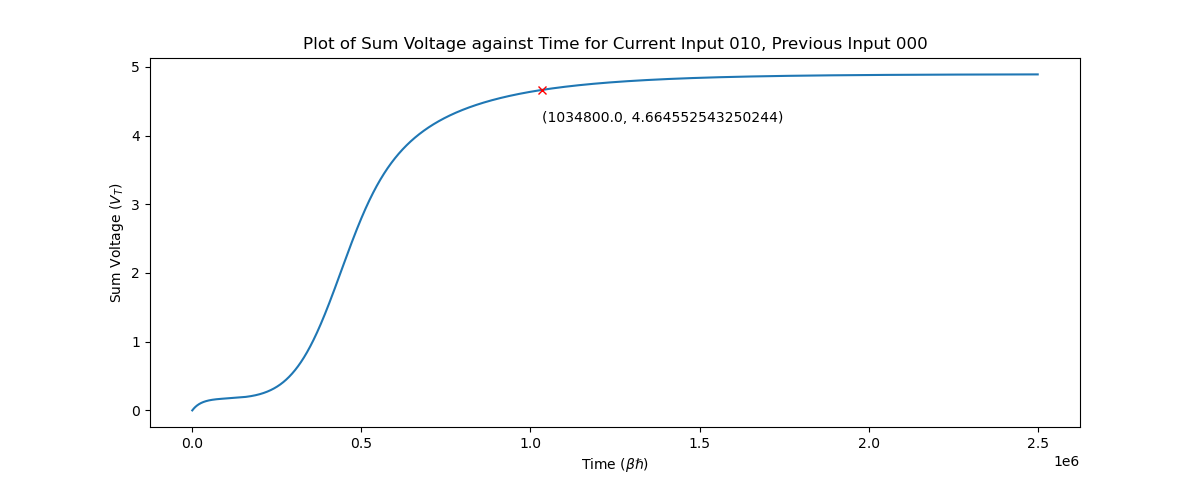 Plot of Sum Voltage against Time for Current Input 010, Previous Input 000
5
4
3
2
1
0
Sum Voltage (V_T)
(1034800.0, 4.664552543250244)
0.0 0.5 1.0 1.5 2.0 2.5
1e6
Time (βℏ)